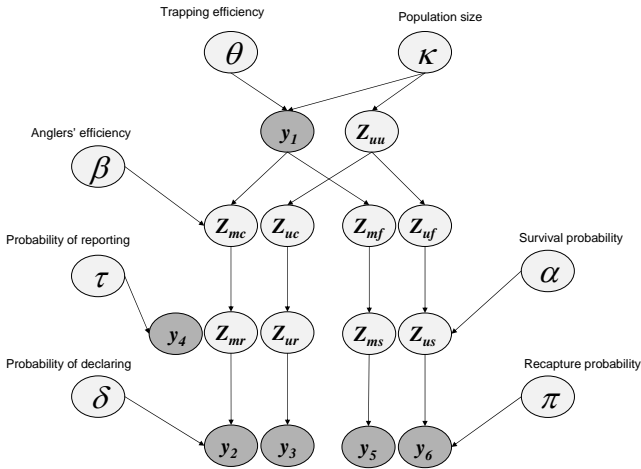 Trapping efficiency
Population size
θ
κ
Anglers' efficiency
y1
Zuu
β
Zmc
Zuc
Zmf
Zuf
Probability of reporting
Survival probability
τ
α
y4
Zmr
Zur
Zms
Zus
Probability of declaring
Recapture probability
δ
π
y2
y3
y5
y6